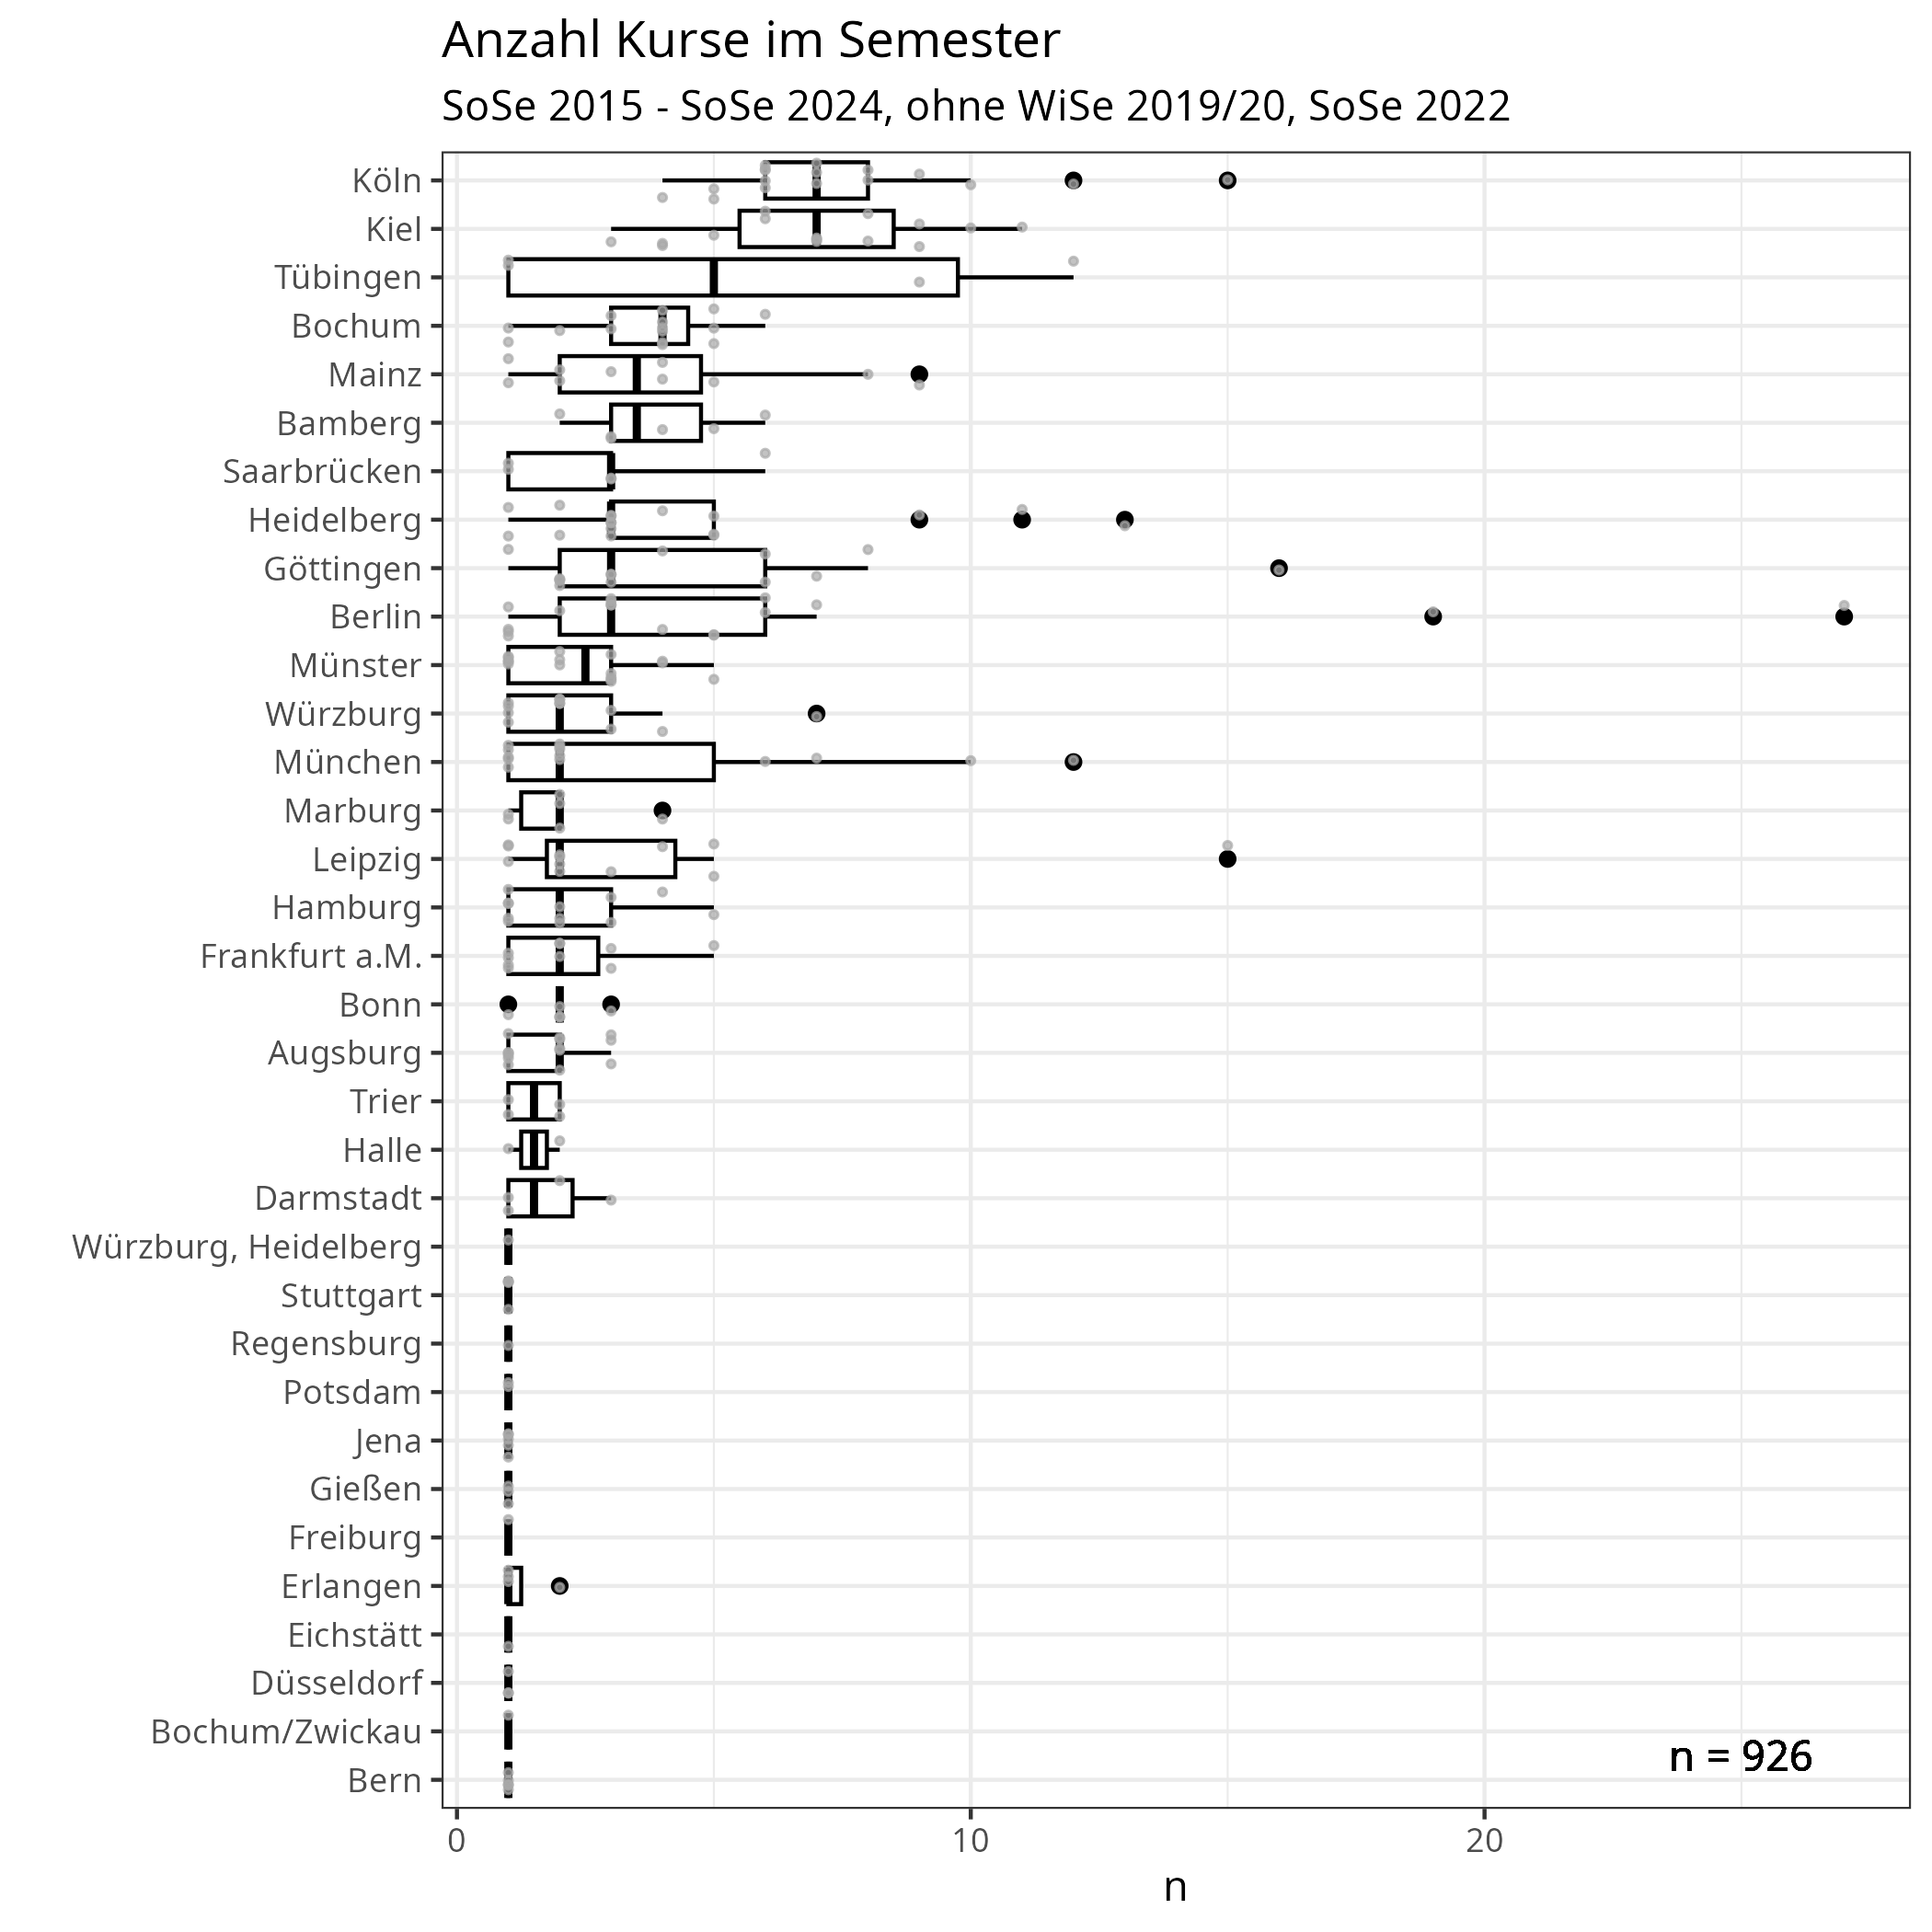 Anzahl Kurse im Semester
SoSe 2015 - SoSe 2024, ohne WiSe 2019/20, SoSe 2022
Köln
Kiel
Tübingen
Bochum
Mainz
Bamberg
Saarbrücken
Heidelberg
Göttingen
Berlin
Münster
Würzburg
München
Marburg
Leipzig
Hamburg
Frankfurt a.M.
Bonn
Augsburg
Trier
Halle
Darmstadt
Würzburg, Heidelberg
Stuttgart
Regensburg
Potsdam
Jena
Gießen
Freiburg
Erlangen
Eichstätt
Düsseldorf
Bochum/Zwickau
n = 926
Bern
0 10 20
n